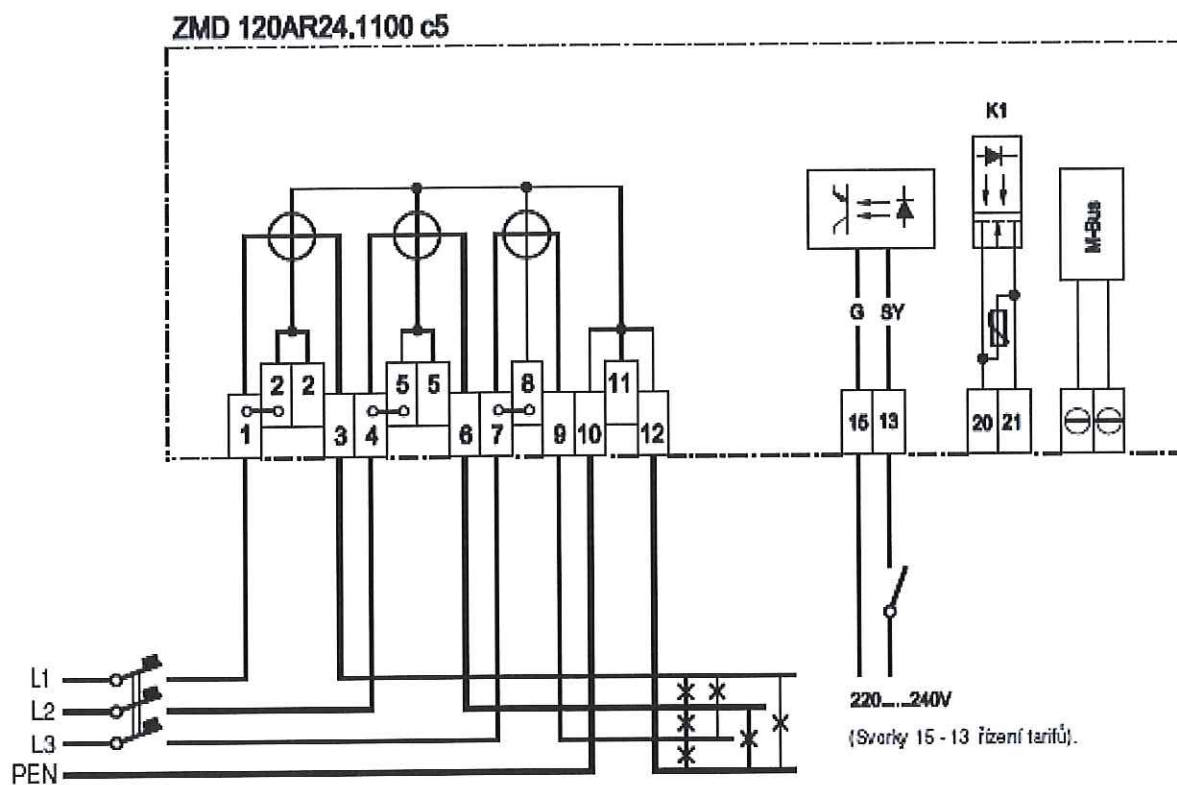 ZMD 120AR24.1100 c5
K1
M-Bus
G SY
2 2 5 5 8 11
1 3 4 6 7 9 10 12
15 13 20 21
L1
L2
L3
PEN
220.....240V
(Svorky 15 - 13 řízení tarifů).